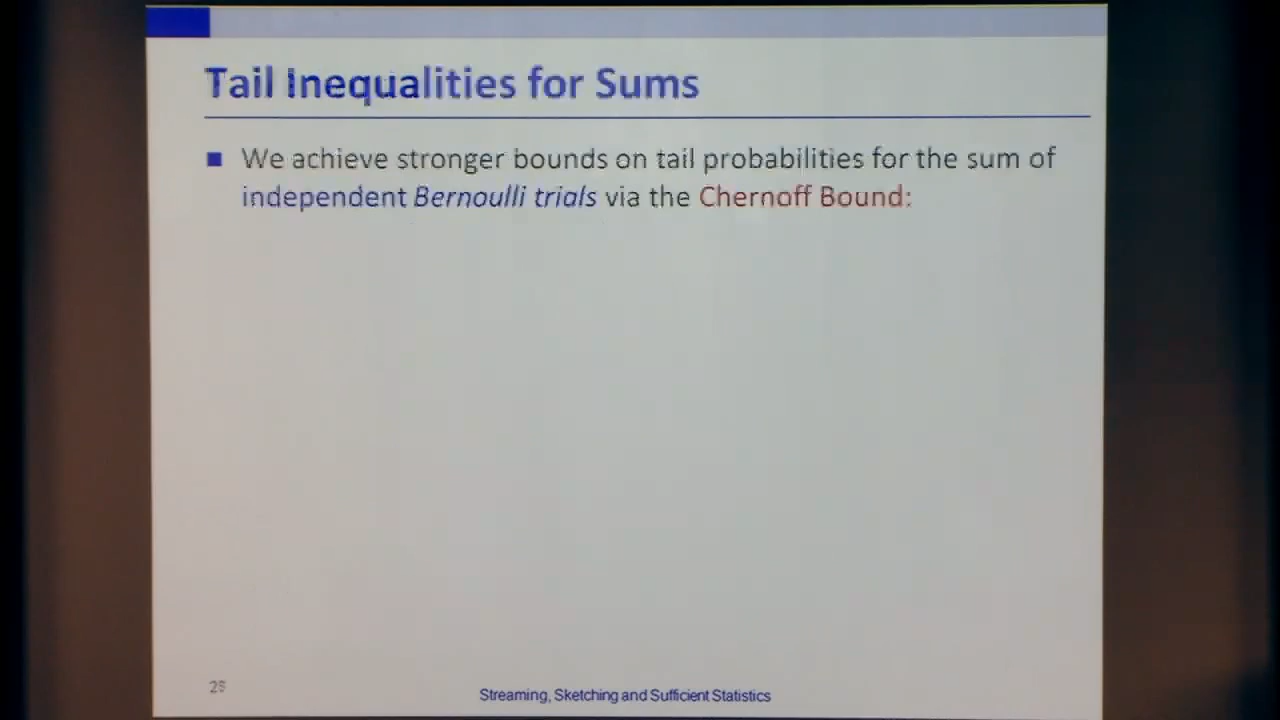 Tail Inequalities for Sums
We achieve stronger bounds on tail probabilities for the sum of
independent Bernoulli trials via the Chernoff Bound:
25
Streaming, Sketching and Sufficient Statistics